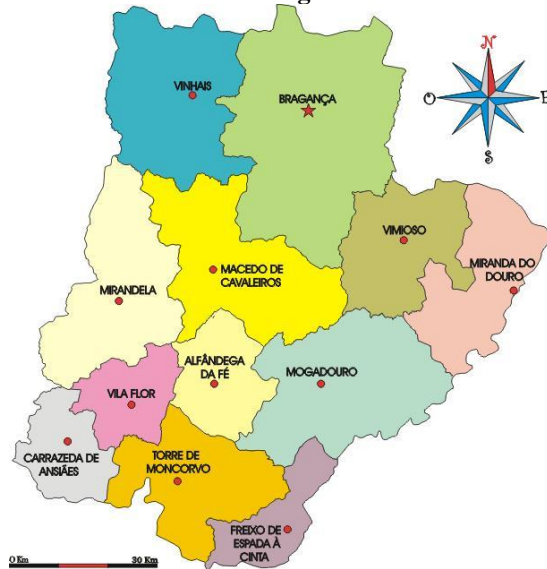 VINHAIS
BRAGANÇA
N
O
E
S
VIMIOSO
MIRANDA DO
DOURO
MACEDO DE
CAVALEIROS
MIRANDELA
ALFÂNDEGA
DA FÉ
MOGADOURO
VILA FLOR
CARRAZEDA DE
ANSIÃES
TORRE DE
MONCORVO
FREIXO DE
ESPADA À
CINTA
0 Km
30 Km